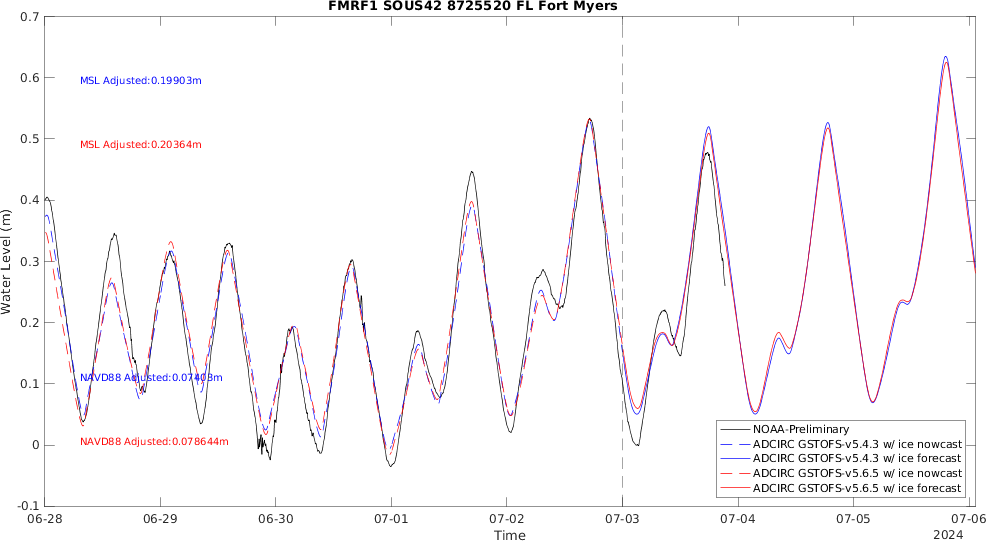 FMRF1 SOUS42 8725520 FL Fort Myers
0.7
0.6
0.5
0.4
0.3
0.2
0.1
0
-0.1
Water Level (m)
MSL Adjusted:0.19903m
MSL Adjusted:0.20364m
NAVD88 Adjusted:0.07403m
NAVD88 Adjusted:0.078644m
NOAA-Preliminary
ADCIRC GSTOFS-v5.4.3 w/ ice nowcast
ADCIRC GSTOFS-v5.4.3 w/ ice forecast
ADCIRC GSTOFS-v5.6.5 w/ ice nowcast
ADCIRC GSTOFS-v5.6.5 w/ ice forecast
06-28 06-29 06-30 07-01 07-02 07-03 07-04 07-05 07-06
Time
2024